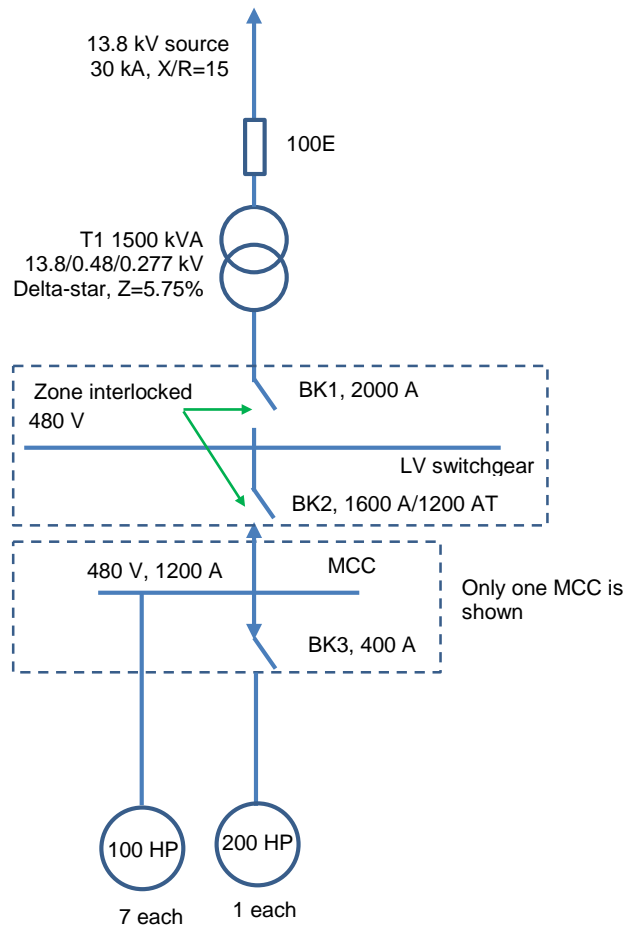 13.8 kV source
30 kA, X/R=15
100E
T1 1500 kVA
13.8/0.48/0.277 kV
Delta-star, Z=5.75%
Zone interlocked
BK1, 2000 A
480 V
LV switchgear
BK2, 1600 A/1200 AT
480 V, 1200 A
MCC
Only one MCC is
shown
BK3, 400 A
100 HP
200 HP
7 each
1 each